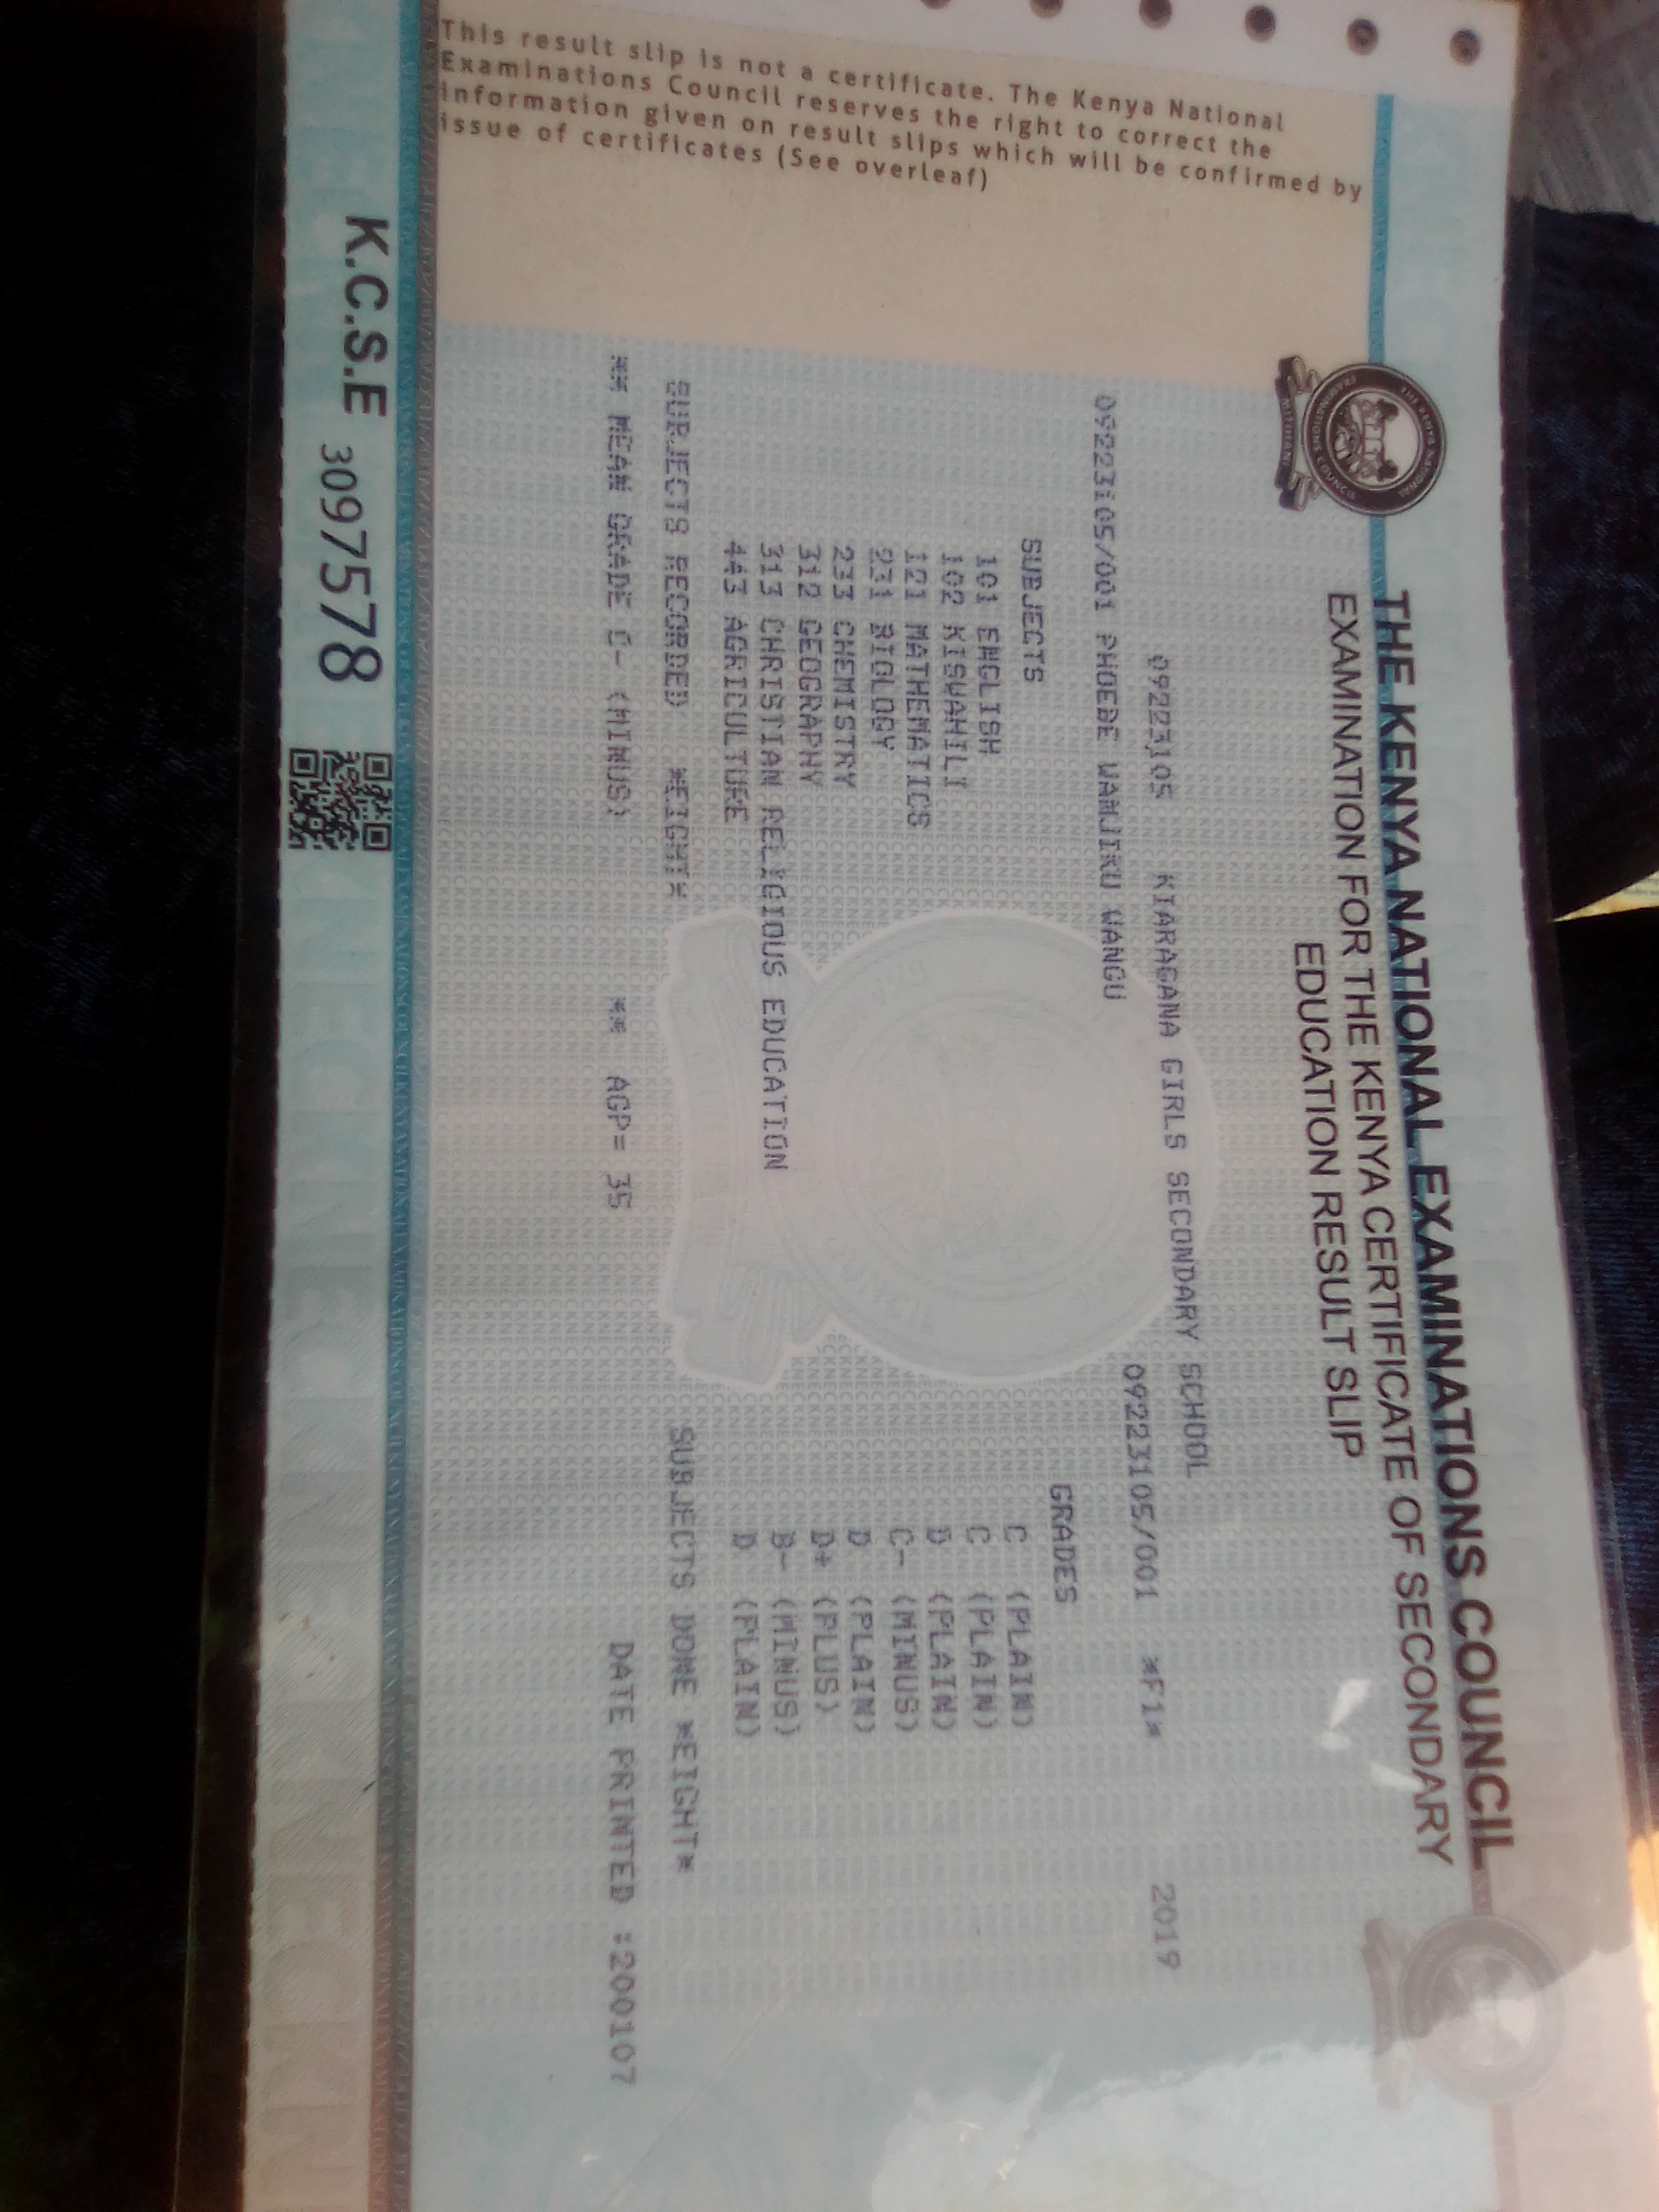 THE KENYA NATIONAL EXAMINATIONS COUNCIL
EXAMINATION FOR THE KENYA CERTIFICATE OF SECONDARY
EDUCATION RESULT SLIP
09223105 KIARAGANA GIRLS SECONDARY SCHOOL 2019
09223105/001 PHOEBE WANJIKU WANGU 09223105/001 *F1*
SUBJECTS GRADES
101 ENGLISH C (PLAIN)
102 KISWAHILI C (PLAIN)
121 MATHEMATICS D (PLAIN)
231 BIOLOGY C- (MINUS)
233 CHEMISTRY D (PLAIN)
312 GEOGRAPHY D+ (PLUS)
313 CHRISTIAN RELIGIOUS EDUCATION B- (MINUS)
443 AGRICULTURE D (PLAIN)
SUBJECTS RECORDED *EIGHT* SUBJECTS DONE *EIGHT*
** MEAN GRADE C- (MINUS) ** AGP= 35 DATE PRINTED :200107
This result slip is not a certificate. The Kenya National
Examinations Council reserves the right to correct the
information given on result slips which will be confirmed by
issue of certificates (See overleaf)
K.C.S.E 3097578